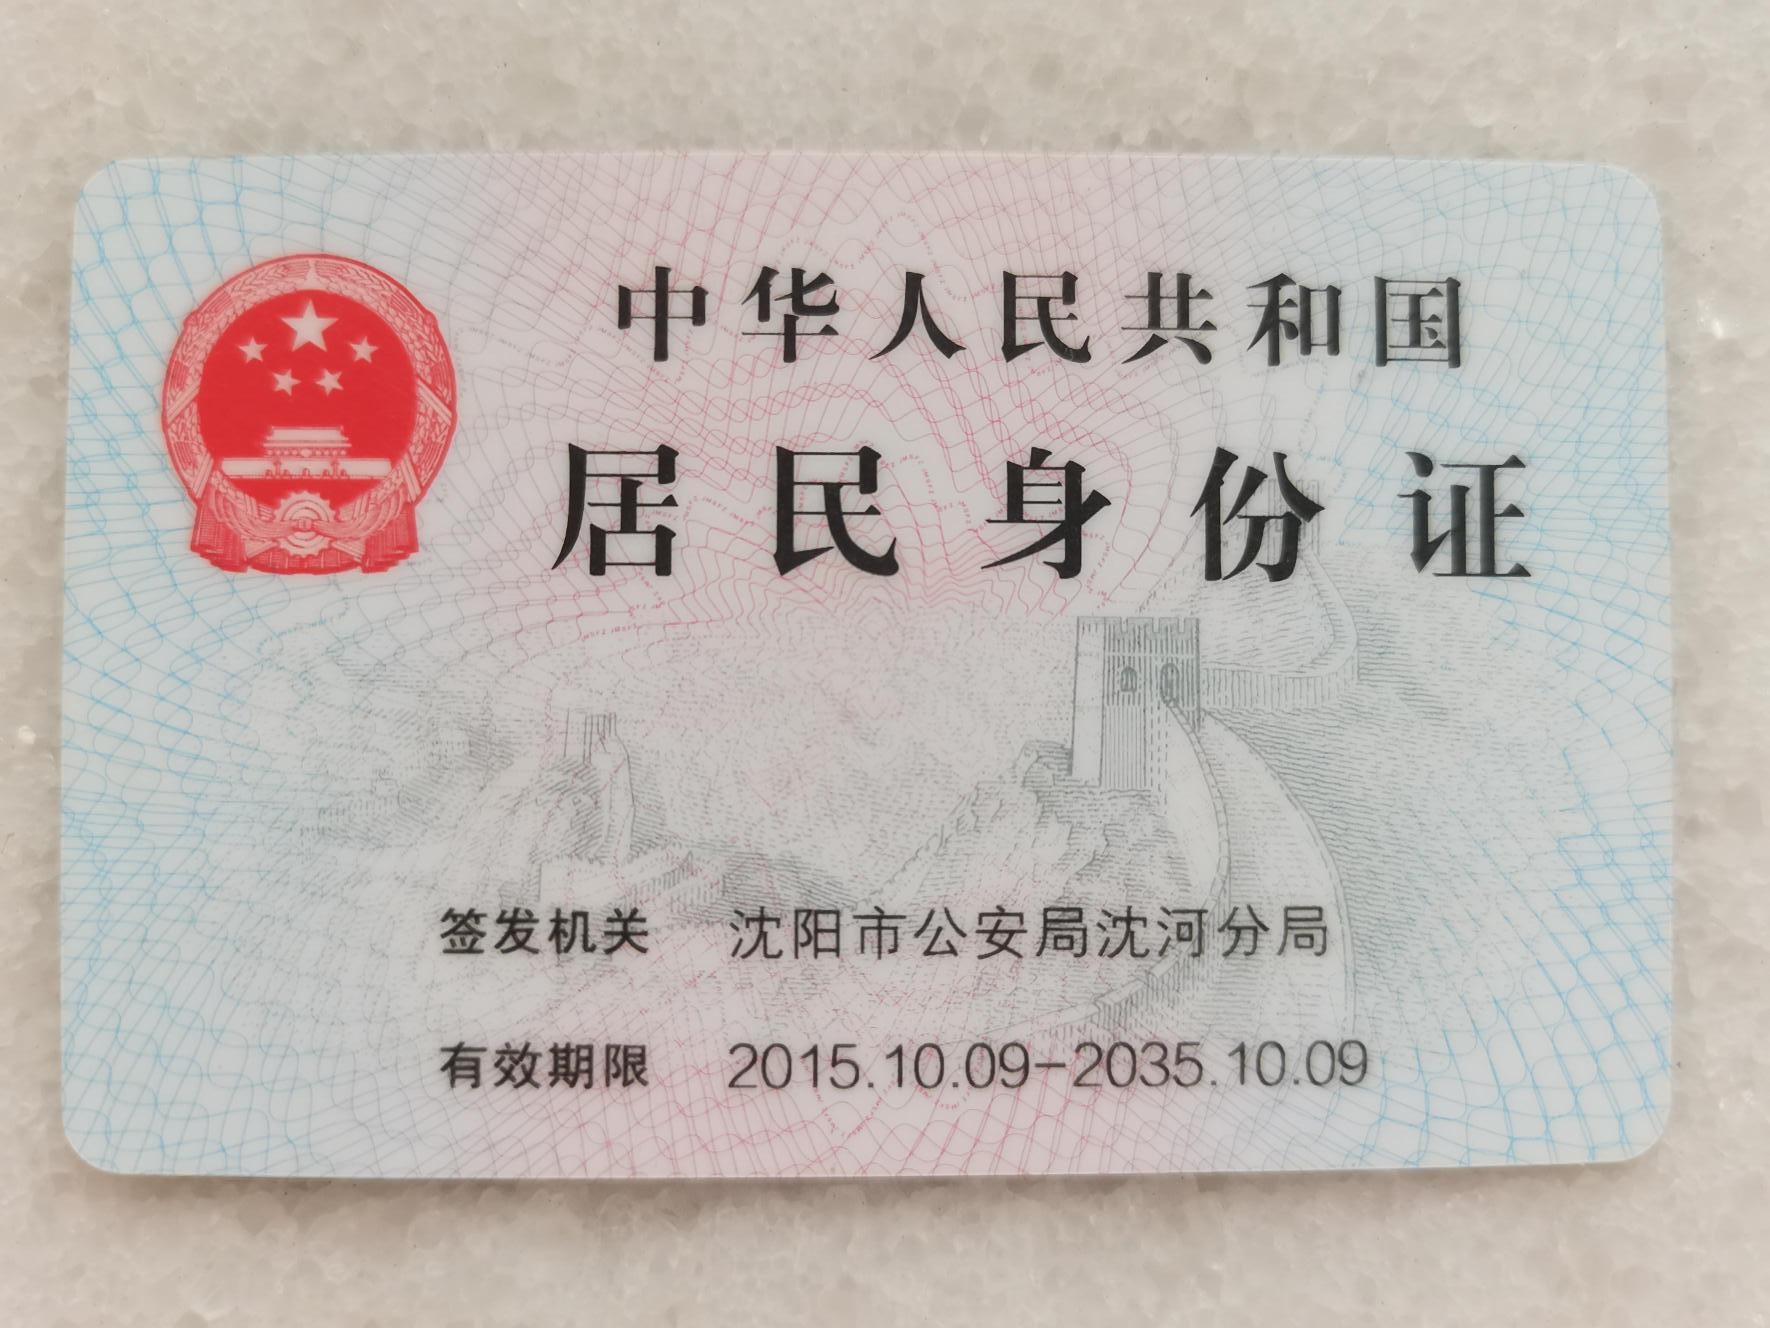 中华人民共和国
居民身份证
签发机关 沈阳市公安局沈河分局
有效期限 2015.10.09-2035.10.09